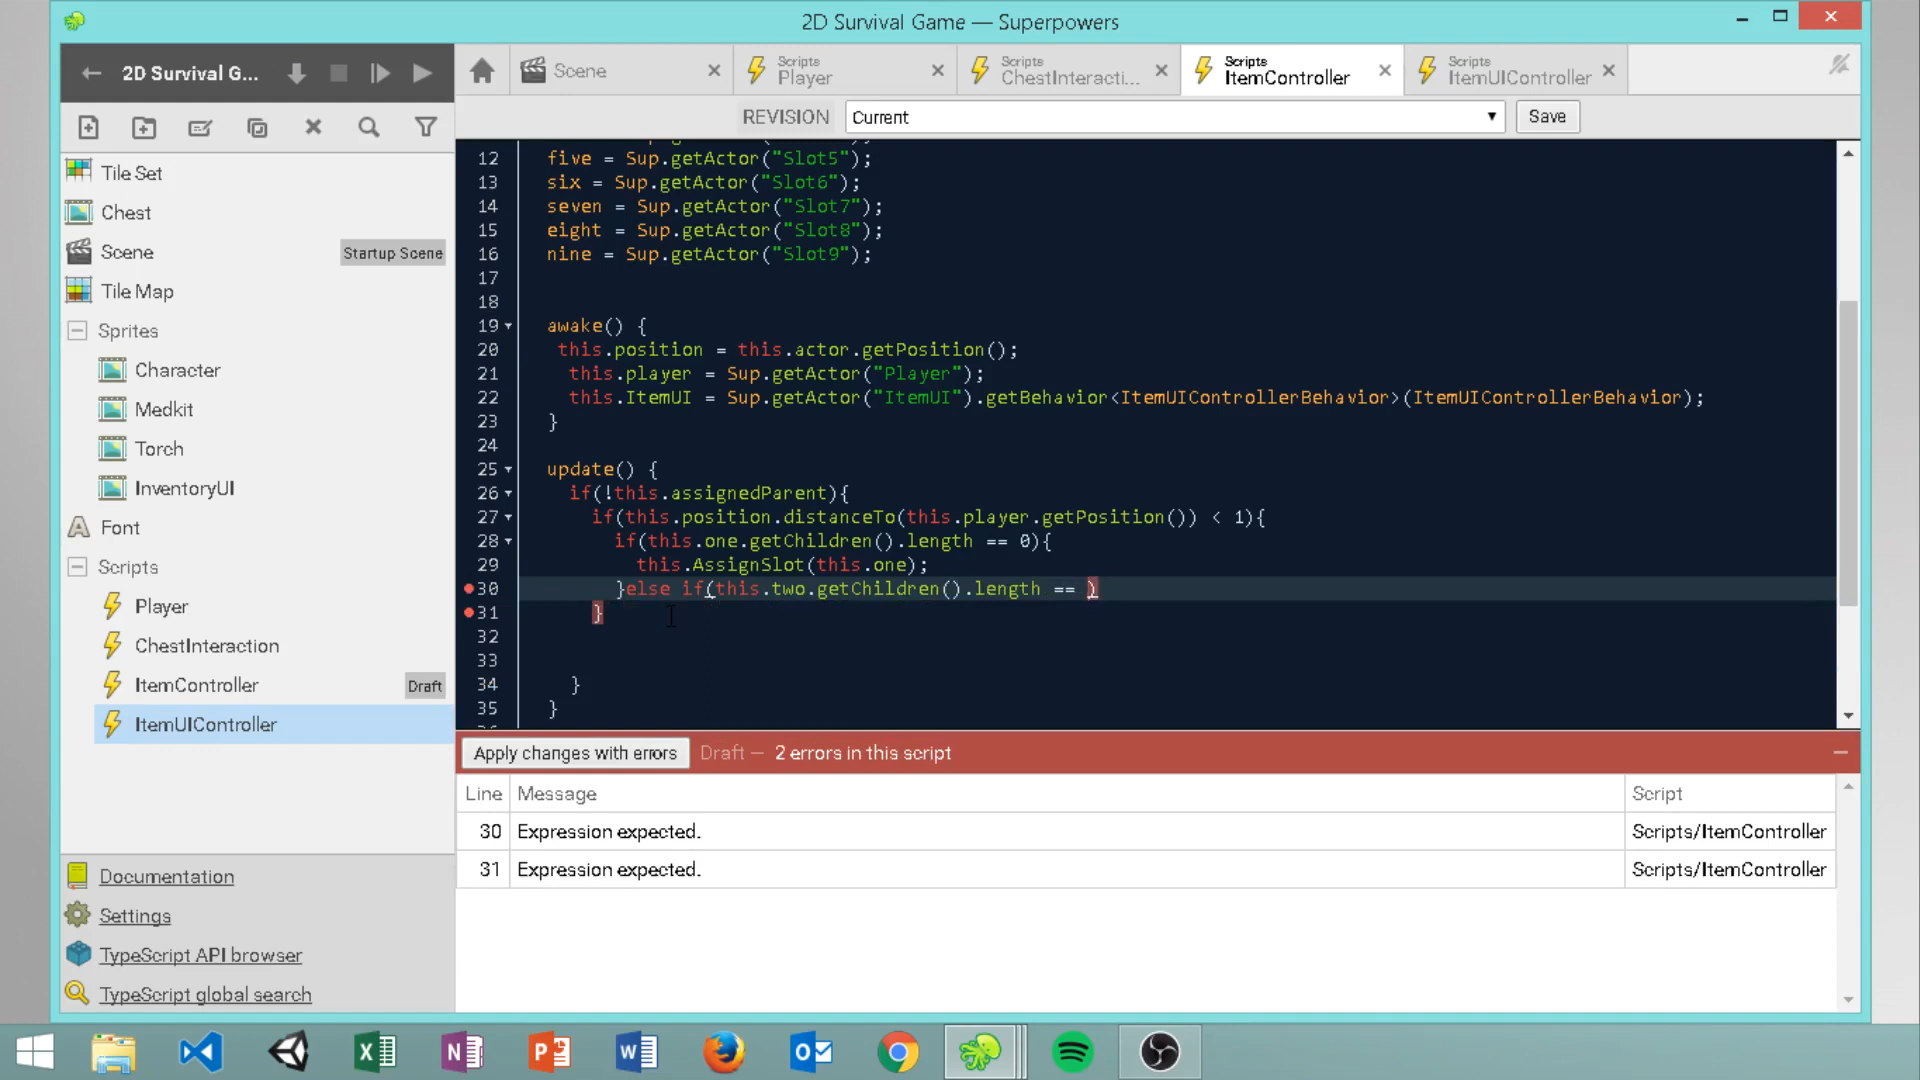 2D Survival Game — Superpowers
2D Survival G...
Scene
Scripts
Player
Scripts
ChestInteracti...
Scripts
ItemController
Scripts
ItemUIController
REVISION
Current
Save
Tile Set
Chest
Scene
Startup Scene
Tile Map
Sprites
Character
Medkit
Torch
InventoryUI
Font
Scripts
Player
ChestInteraction
ItemController
Draft
ItemUIController
Documentation
Settings
TypeScript API browser
TypeScript global search
12 five = Sup.getActor("Slot5");
13 six = Sup.getActor("Slot6");
14 seven = Sup.getActor("Slot7");
15 eight = Sup.getActor("Slot8");
16 nine = Sup.getActor("Slot9");
17
18
19 awake() {
20 this.position = this.actor.getPosition();
21 this.player = Sup.getActor("Player");
22 this.ItemUI = Sup.getActor("ItemUI").getBehavior<ItemUIControllerBehavior>(ItemUIControllerBehavior);
23 }
24
25 update() {
26 if(!this.assignedParent){
27 if(this.position.distanceTo(this.player.getPosition()) < 1){
28 if(this.one.getChildren().length == 0){
29 this.AssignSlot(this.one);
30 }else if(this.two.getChildren().length == )
31 }
32
33
34 }
35 }
Apply changes with errors
Draft — 2 errors in this script
Line Message Script
30 Expression expected. Scripts/ItemController
31 Expression expected. Scripts/ItemController